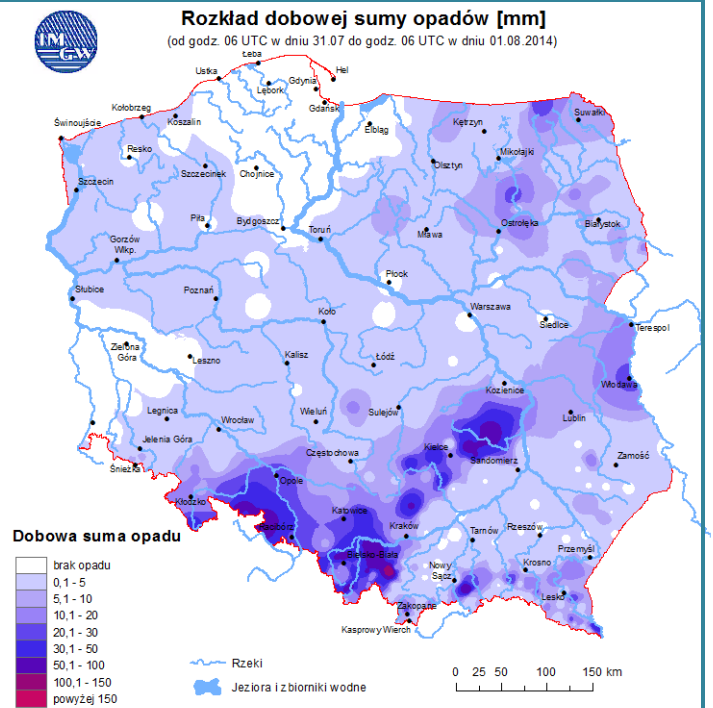 IM
G-W
Rozkład dobowej sumy opadów [mm]
(od godz. 06 UTC w dniu 31.07 do godz. 06 UTC w dniu 01.08.2014)
Łeba
Ustka
Hel
Gdynia
Lębork
Gdańsk
Kołobrzeg
Koszalin
Świnoujście
Elbląg
Kętrzyn
Suwałki
Resko
Szczecinek
Chojnice
Olsztyn
Mikołajki
Szczecin
Piła
Bydgoszcz
Toruń
Mława
Ostrołęka
Białystok
Gorzów
Wlkp.
Płock
Słubice
Poznań
Koło
Warszawa
Siedlce
Terespol
Zielona
Góra
Leszno
Kalisz
Łódź
Kozienice
Włodawa
Legnica
Wrocław
Wieluń
Sulejów
Lublin
Jelenia Góra
Śnieżka
Częstochowa
Kielce
Sandomierz
Zamość
Opole
Kłodzko
Katowice
Racibórz
Kraków
Tarnów
Rzeszów
Przemyśl
Bielsko-Biała
Nowy
Sącz
Krosno
Lesko
Zakopane
Kasprowy Wierch
Dobowa suma opadu
brak opadu
0,1 - 5
5,1 - 10
10,1 - 20
20,1 - 30
30,1 - 50
50,1 - 100
100,1 - 150
powyżej 150
Rzeki
Jeziora i zbiorniki wodne
0 25 50 100 150 km